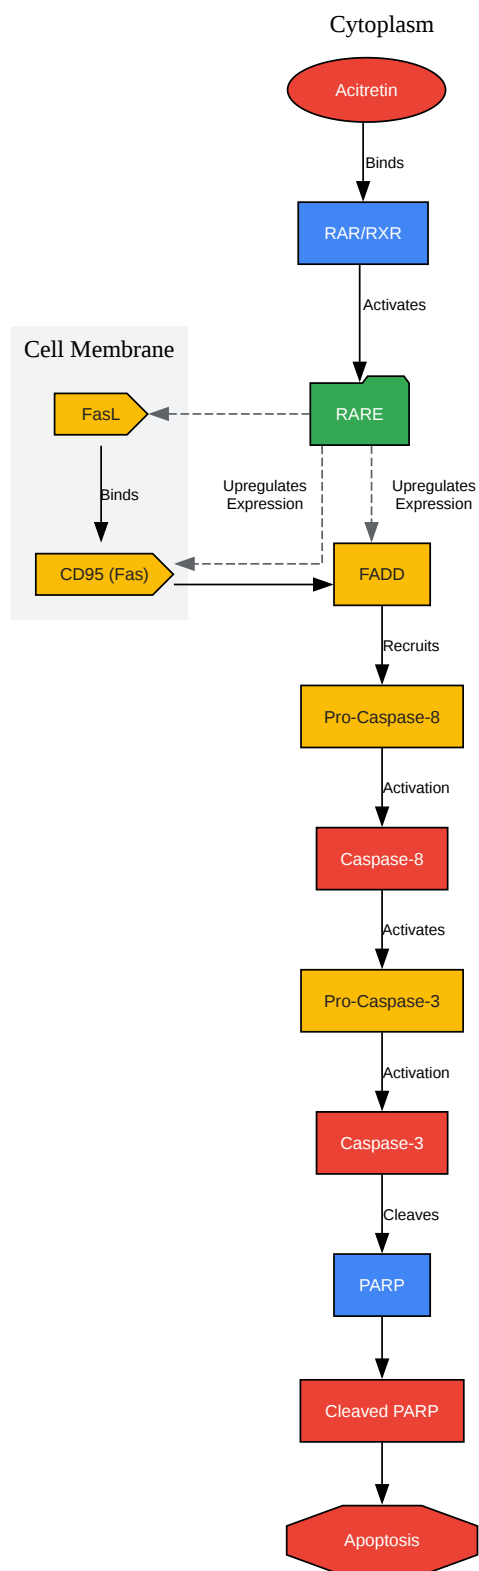 Cytoplasm
Acitretin
Binds
RAR/RXR
Activates
Cell Membrane
FasL
RARE
Binds
Upregulates
Expression
Upregulates
Expression
CD95 (Fas)
FADD
Recruits
Pro-Caspase-8
Activation
Caspase-8
Activates
Pro-Caspase-3
Activation
Caspase-3
Cleaves
PARP
Cleaved PARP
Apoptosis